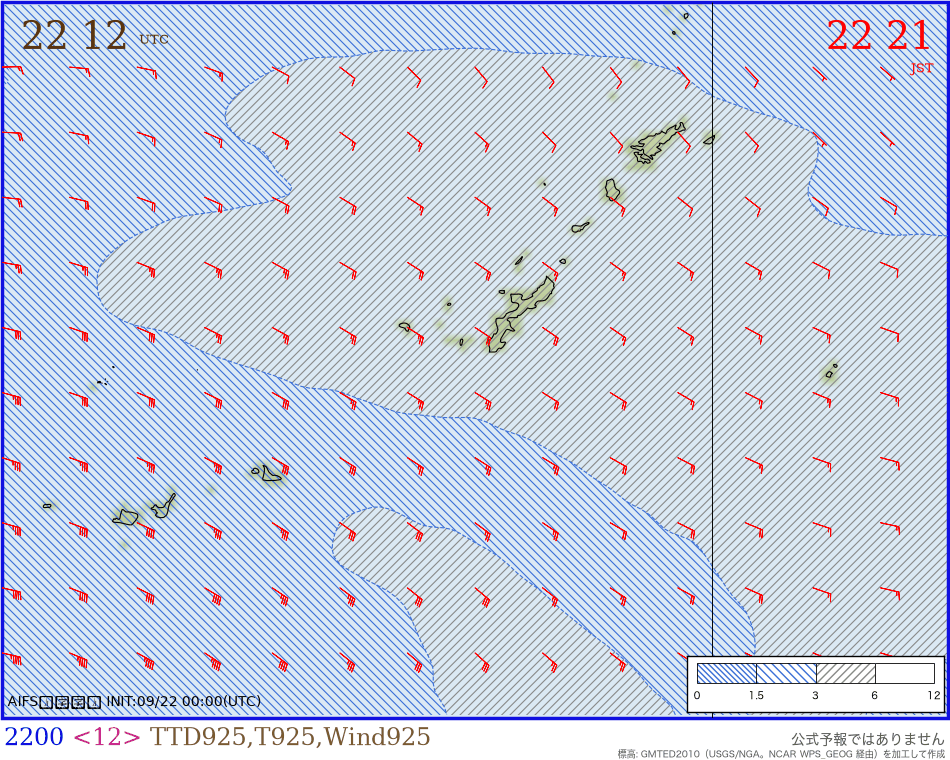 22 12 UTC
22 21
JST
0 1.5 3 6 12
AIFS□□□□ INIT:09/22 00:00(UTC)
2200 <12> TTD925,T925,Wind925
公式予報ではありません
標高: GMTED2010（USGS/NGA。NCAR WPS_GEOG 経由）を加工して作成